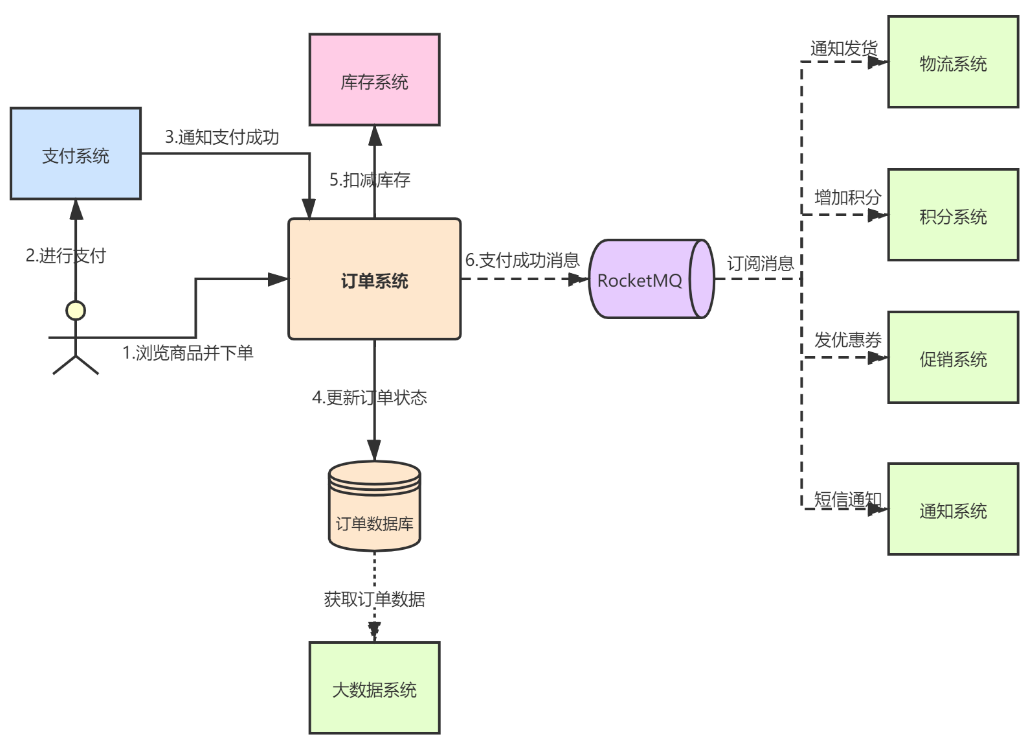 通知发货
物流系统
库存系统
3.通知支付成功
支付系统
5.扣减库存
增加积分
积分系统
2.进行支付
订单系统
6.支付成功消息
RocketMQ
订阅消息
1.浏览商品并下单
发优惠券
促销系统
4.更新订单状态
短信通知
通知系统
订单数据库
获取订单数据
大数据系统